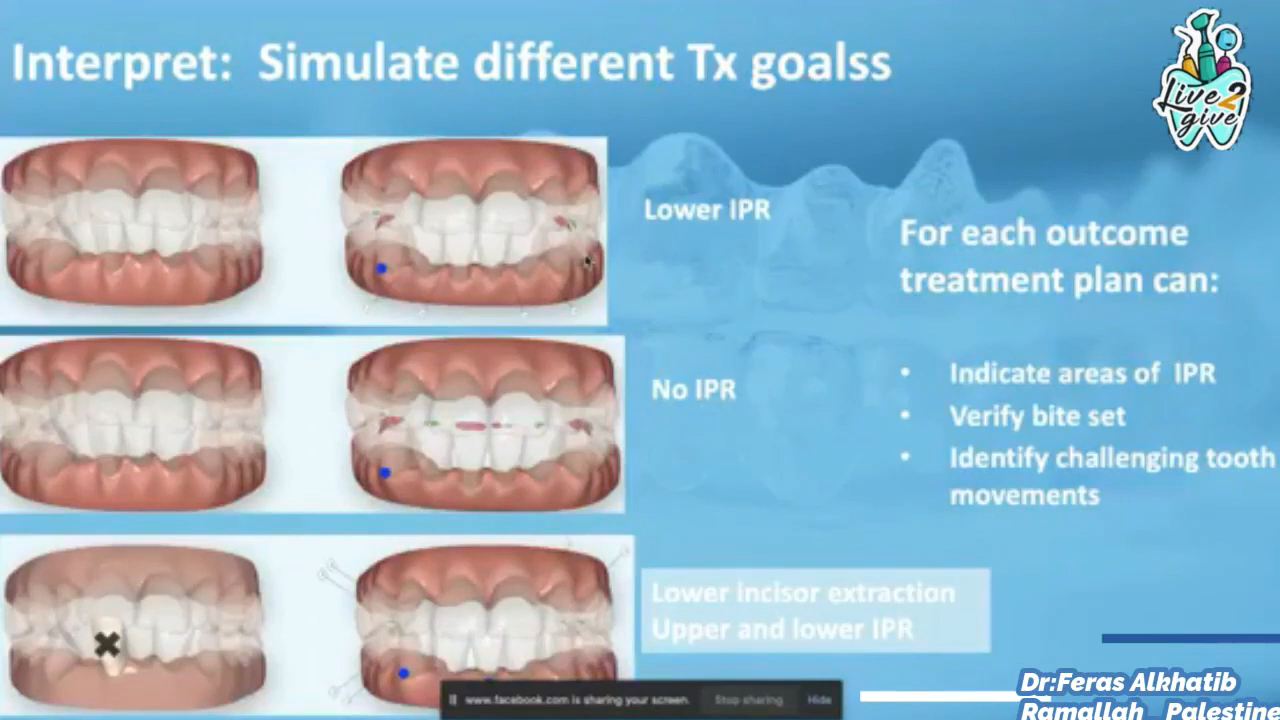 Interpret: Simulate different Tx goalss
Live 2
give
Lower IPR
For each outcome
treatment plan can:
No IPR
• Indicate areas of IPR
• Verify bite set
• Identify challenging tooth
movements
Lower incisor extraction
Upper and lower IPR
www.facebook.com is sharing your screen. Stop sharing Hide
Dr:Feras Alkhatib
Ramallah_ Palestine